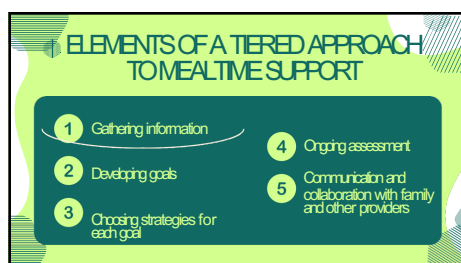 ELEMENTS OF A TIERED APPROACH
TO MEALTIME SUPPORT
1 Gathering information
2 Developing goals
3 Choosing strategies for
each goal
4 Ongoing assessment
5 Communication and
collaboration with family
and other providers